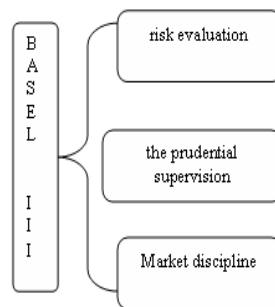 B
A
S
E
L
I
I
I
risk evaluation
the prudential
supervision
Market discipline